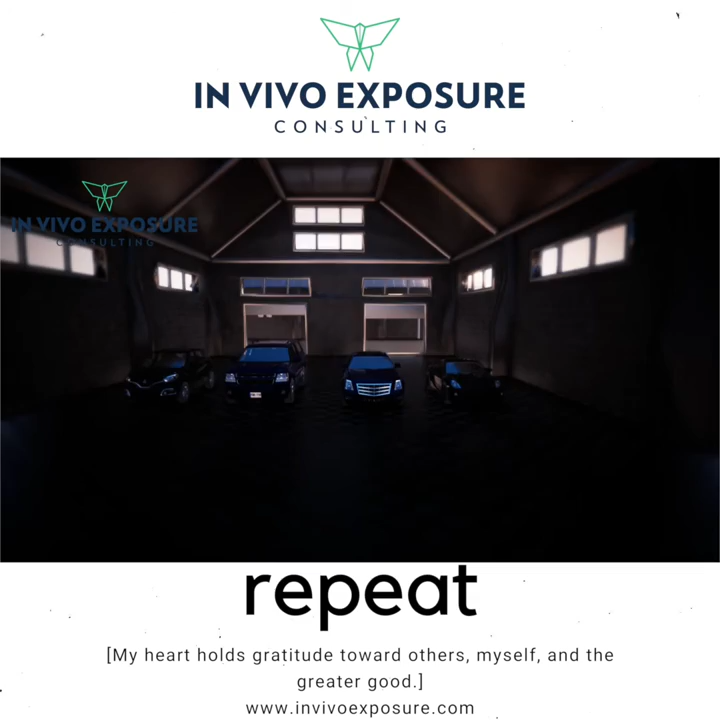 IN VIVO EXPOSURE
CONSULTING
IN VIVO EXPOSURE
CONSULTING
repeat
[My heart holds gratitude toward others, myself, and the
greater good.]
www.invivoexposure.com